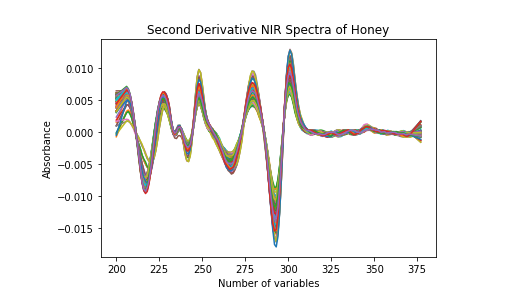 Second Derivative NIR Spectra of Honey
Absorbance
0.010
0.005
0.000
−0.005
−0.010
−0.015
200 225 250 275 300 325 350 375
Number of variables